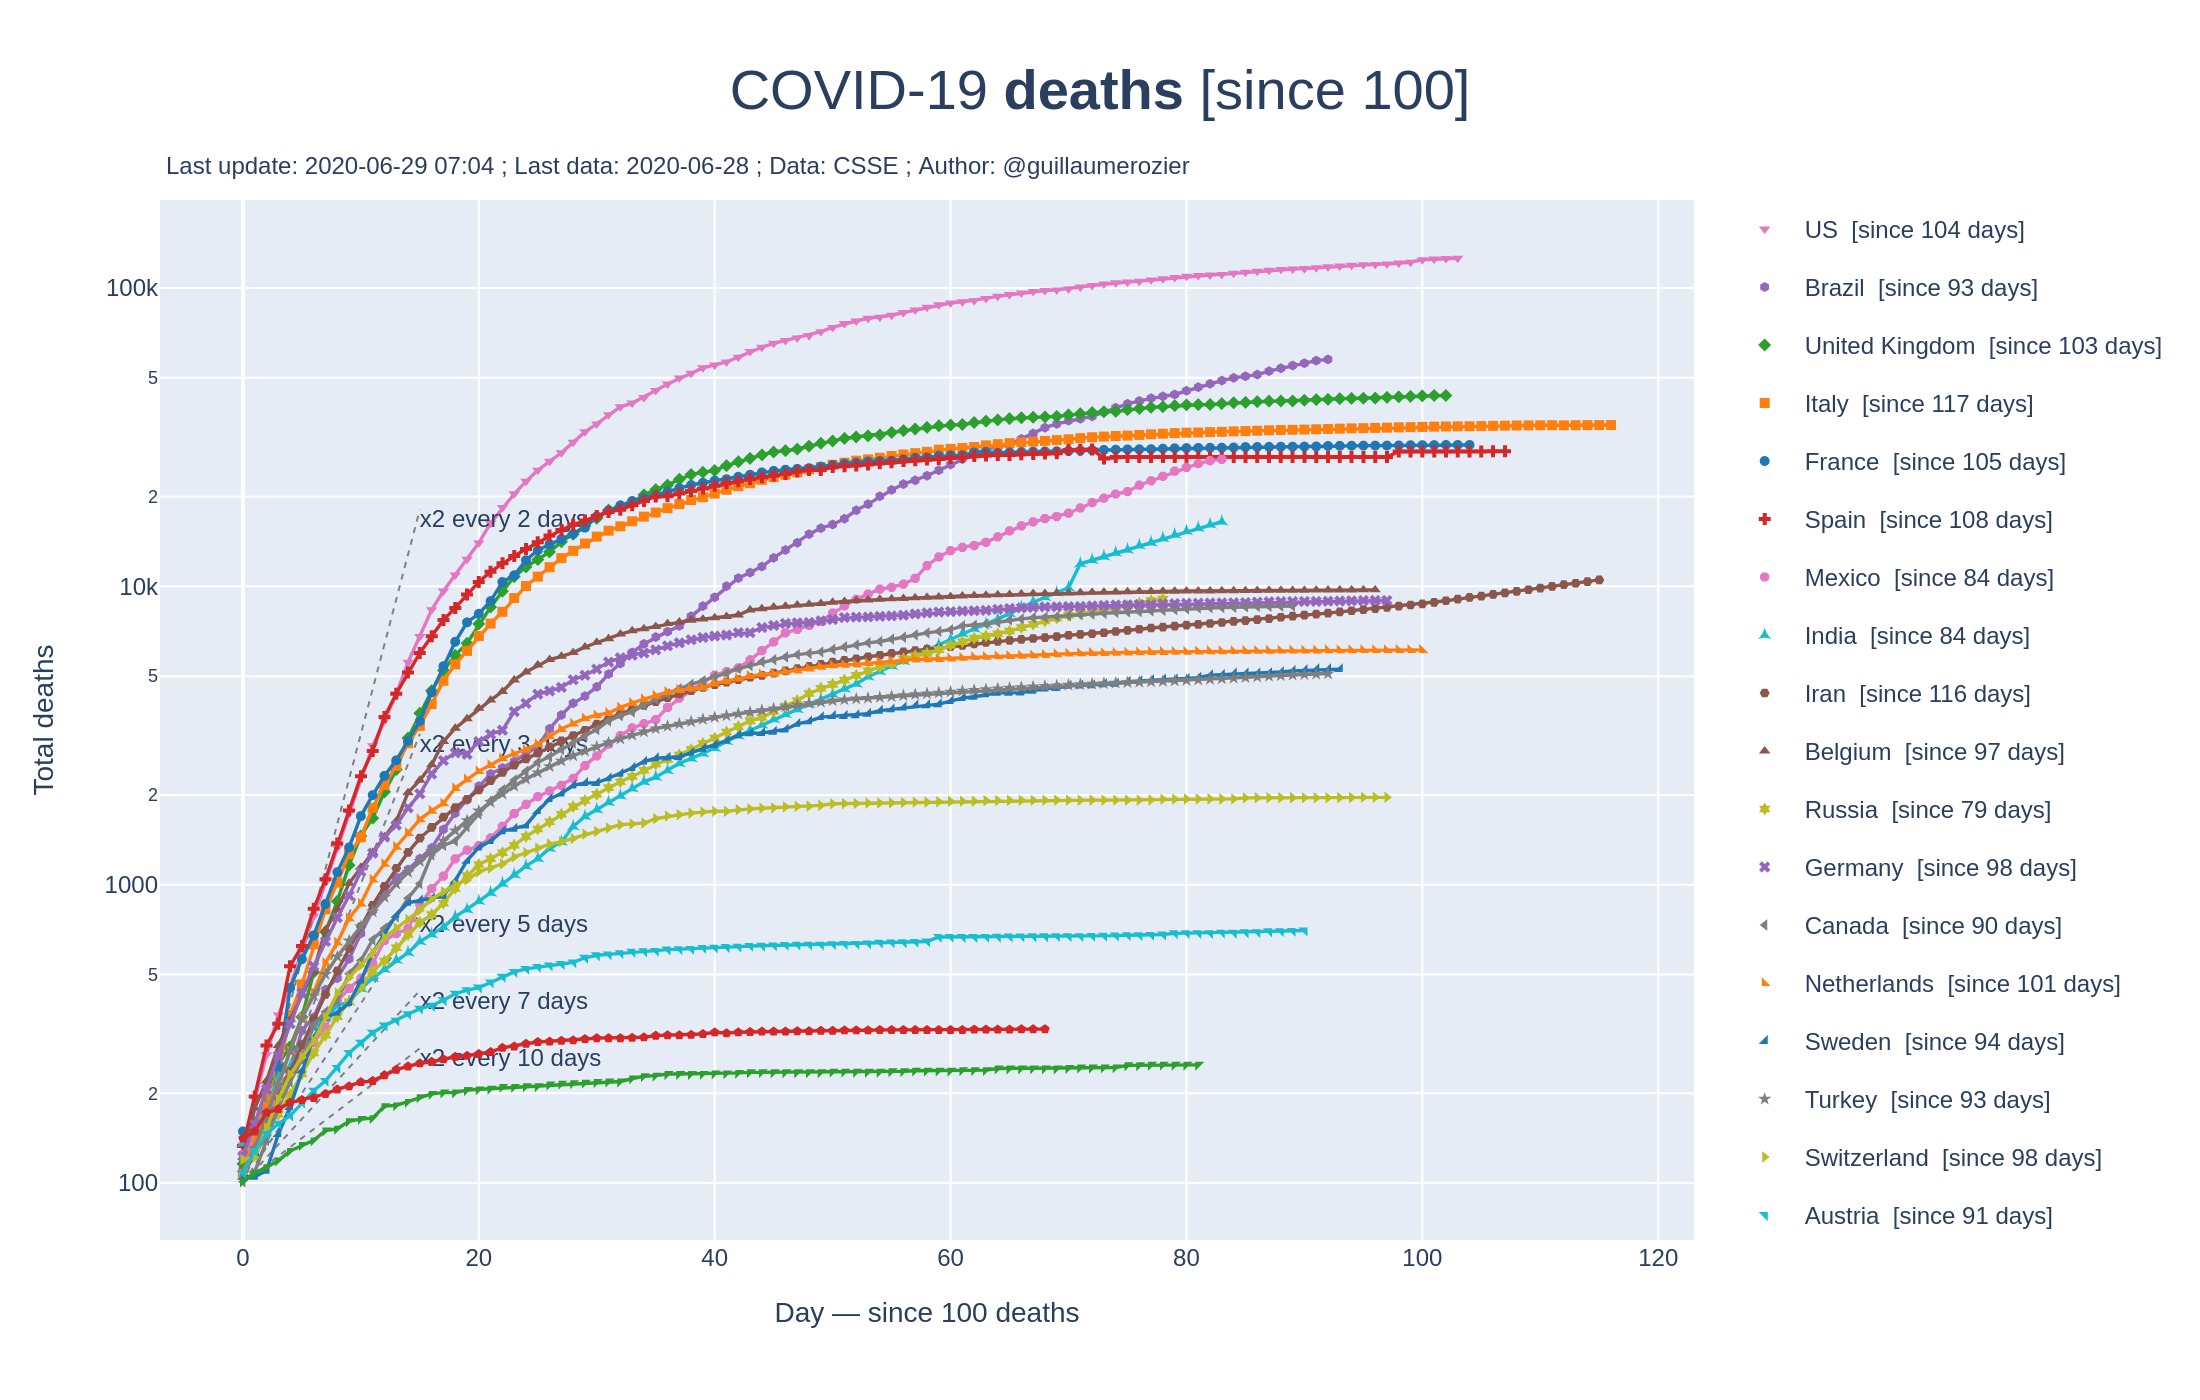 COVID-19 deaths [since 100]
Last update: 2020-06-29 07:04 ; Last data: 2020-06-28 ; Data: CSSE ; Author: @guillaumerozier
Total deaths
100k
5
2
10k
5
2
1000
5
2
100
x2 every 2 days
x2 every 3 days
x2 every 5 days
x2 every 7 days
x2 every 10 days
0 20 40 60 80 100 120
Day — since 100 deaths
US [since 104 days]
Brazil [since 93 days]
United Kingdom [since 103 days]
Italy [since 117 days]
France [since 105 days]
Spain [since 108 days]
Mexico [since 84 days]
India [since 84 days]
Iran [since 116 days]
Belgium [since 97 days]
Russia [since 79 days]
Germany [since 98 days]
Canada [since 90 days]
Netherlands [since 101 days]
Sweden [since 94 days]
Turkey [since 93 days]
Switzerland [since 98 days]
Austria [since 91 days]